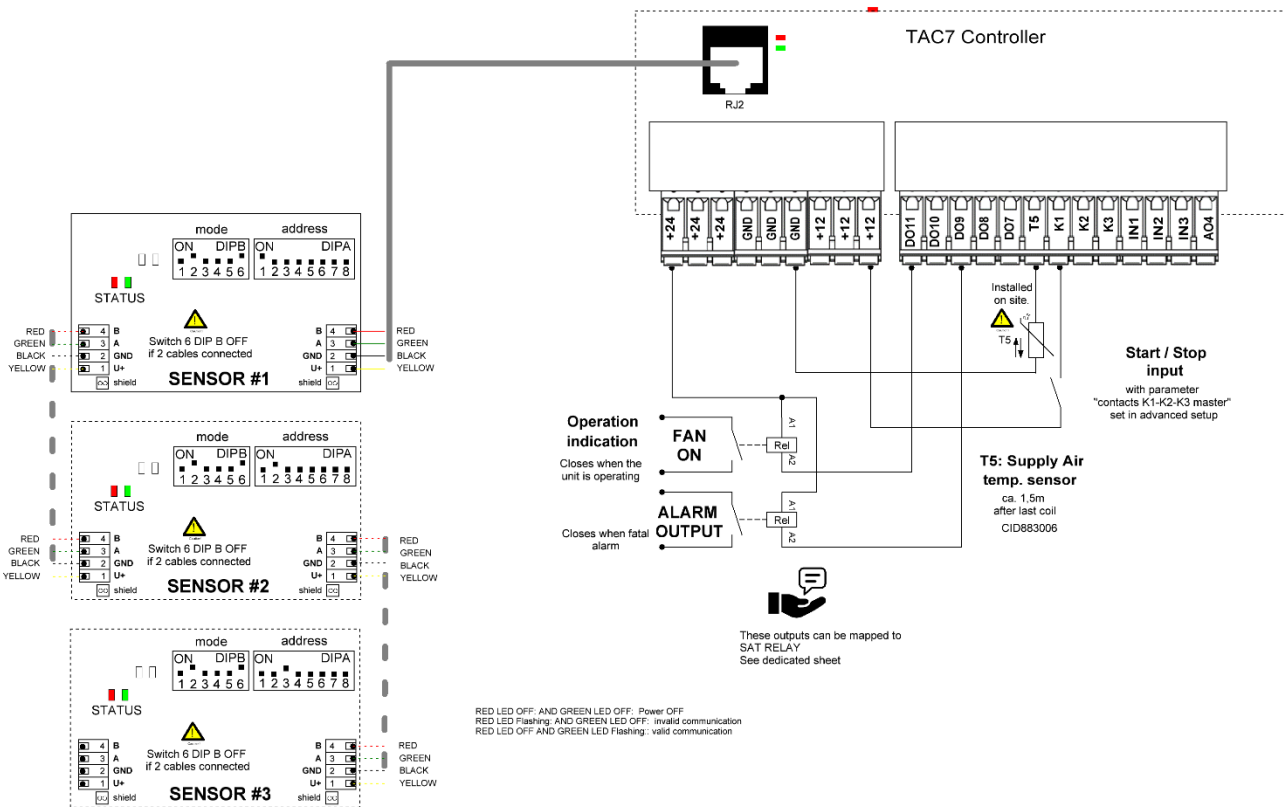 TAC7 Controller
RJ2
+24
+24
+24
GND
GND
GND
+12
+12
+12
DO11
DO10
DO9
DO8
DO7
T5
K1
K2
K3
IN1
IN2
IN3
AO4
mode address
ON DIPB ON DIPA
1 2 3 4 5 6 1 2 3 4 5 6 7 8
STATUS
RED 4 B B 4 RED
GREEN 3 A A 3 GREEN
BLACK 2 GND GND 2 BLACK
YELLOW 1 U+ U+ 1 YELLOW
Switch 6 DIP B OFF
if 2 cables connected
shield SENSOR #1 shield
mode address
ON DIPB ON DIPA
1 2 3 4 5 6 1 2 3 4 5 6 7 8
STATUS
RED 4 B B 4 RED
GREEN 3 A A 3 GREEN
BLACK 2 GND GND 2 BLACK
YELLOW 1 U+ U+ 1 YELLOW
Switch 6 DIP B OFF
if 2 cables connected
shield SENSOR #2 shield
mode address
ON DIPB ON DIPA
1 2 3 4 5 6 1 2 3 4 5 6 7 8
STATUS
4 B B 4 RED
3 A A 3 GREEN
2 GND GND 2 BLACK
1 U+ U+ 1 YELLOW
Switch 6 DIP B OFF
if 2 cables connected
shield SENSOR #3 shield
Installed
on site.
T5
Start / Stop
input
with parameter
"contacts K1-K2-K3 master"
set in advanced setup
Operation
indication
Closes when the
unit is operating
FAN
ON
A1
Rel
A2
ALARM
OUTPUT
Closes when fatal
alarm
A1
Rel
A2
T5: Supply Air
temp. sensor
ca. 1,5m
after last coil
CID883006
These outputs can be mapped to
SAT RELAY
See dedicated sheet
RED LED OFF: AND GREEN LED OFF: Power OFF
RED LED Flashing: AND GREEN LED OFF: invalid communication
RED LED OFF AND GREEN LED Flashing:: valid communication